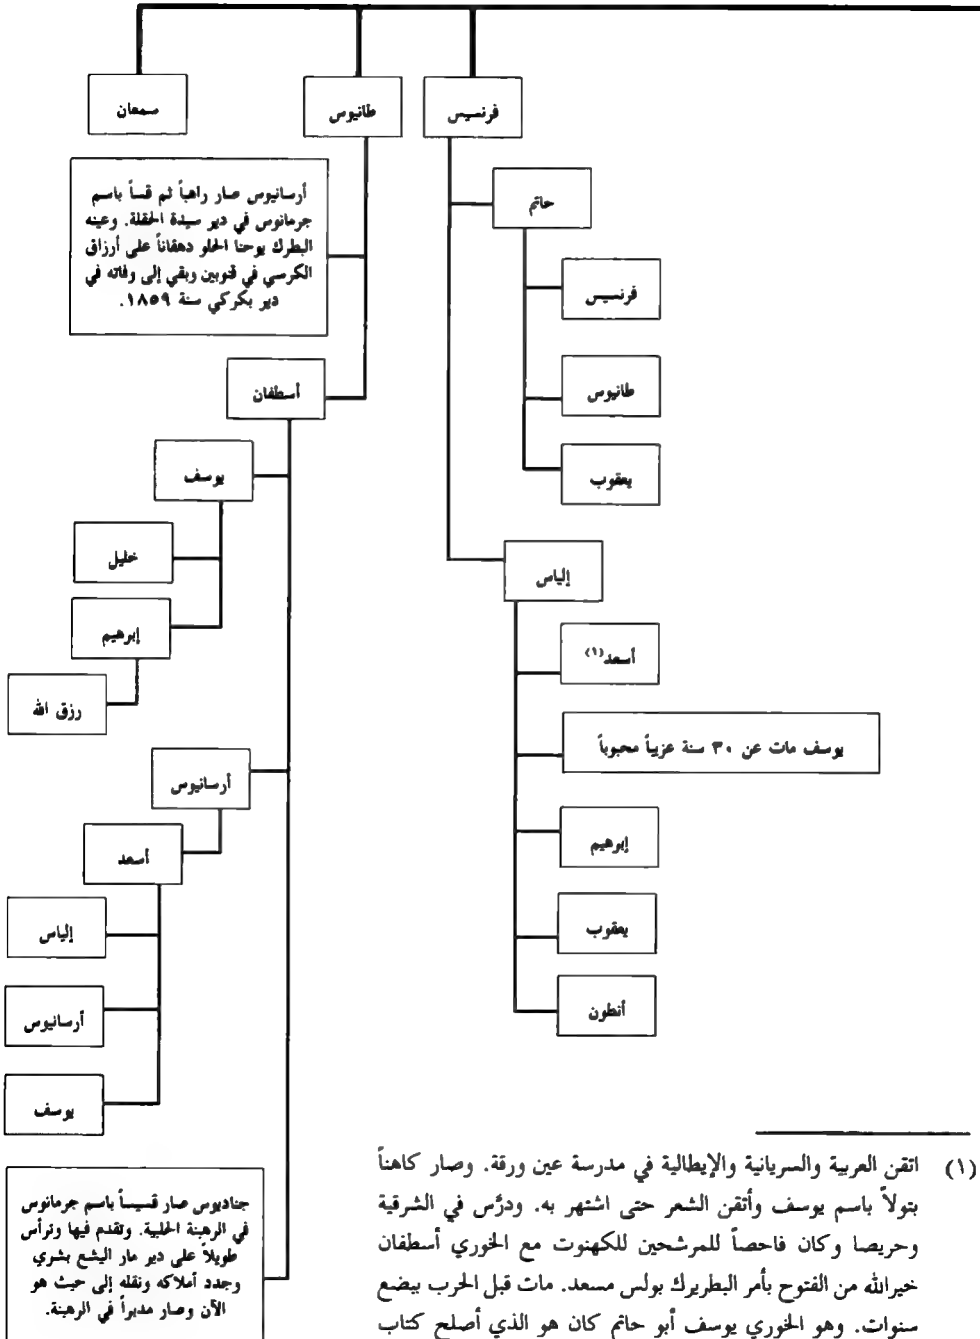 فرنسيس
طانيوس
سمعان
حاتم
فرنسيس
طانيوس
يعقوب
إلياس
أسعد (١)
يوسف مات عن ٣٠ سنة عزيباً محبوباً
إبرهيم
يعقوب
أنطون
أرسانيوس صار راهباً ثم قساً باسم
جرمانوس في دير سيدة الحقلة. وعينه
البطرك يوحنا الحلو دهقاناً على أرزاق
الكرسي في قنوبين وبقي إلى وفاته في
دير بكركي سنة ١٨٥٩.
أسطفان
يوسف
خليل
إبرهيم
رزق الله
أرسانيوس
أسعد
إلياس
أرسانيوس
يوسف
جناديوس صار قسيساً باسم جرمانوس
في الرهبنة الحلبية. وتقدم فيها وترأس
طويلاً على دير مار اليشع بشري
وجدد أملاكه ونقله إلى حيث هو
الآن وصار مدبراً في الرهبنة.
(١) اتقن العربية والسريانية والإيطالية في مدرسة عين ورقة. وصار كاهناً
بتولاً باسم يوسف وأتقن الشعر حتى اشتهر به. ودرَّس في الشرقية
وحريصا وكان فاحصاً للمرشحين للكهنوت مع الخوري أسطفان
خيرالله من الفتوح بأمر البطريرك بولس مسعد. مات قبل الحرب ببضع
سنوات. وهو الخوري يوسف أبو حاتم كان هو الذي أصلح كتاب